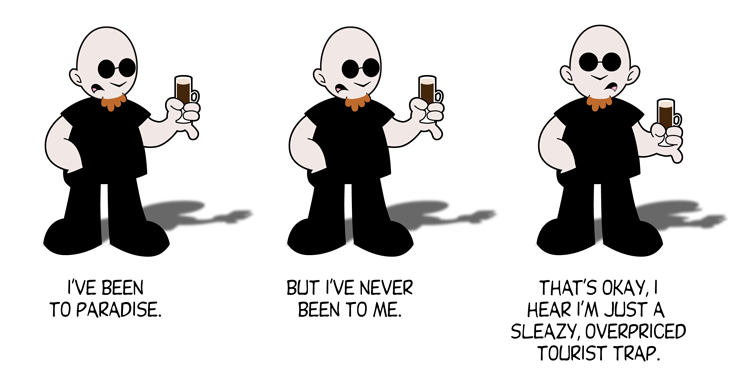 I'VE BEEN
TO PARADISE.
BUT I'VE NEVER
BEEN TO ME.
THAT'S OKAY, I
HEAR I'M JUST A
SLEAZY, OVERPRICED
TOURIST TRAP.